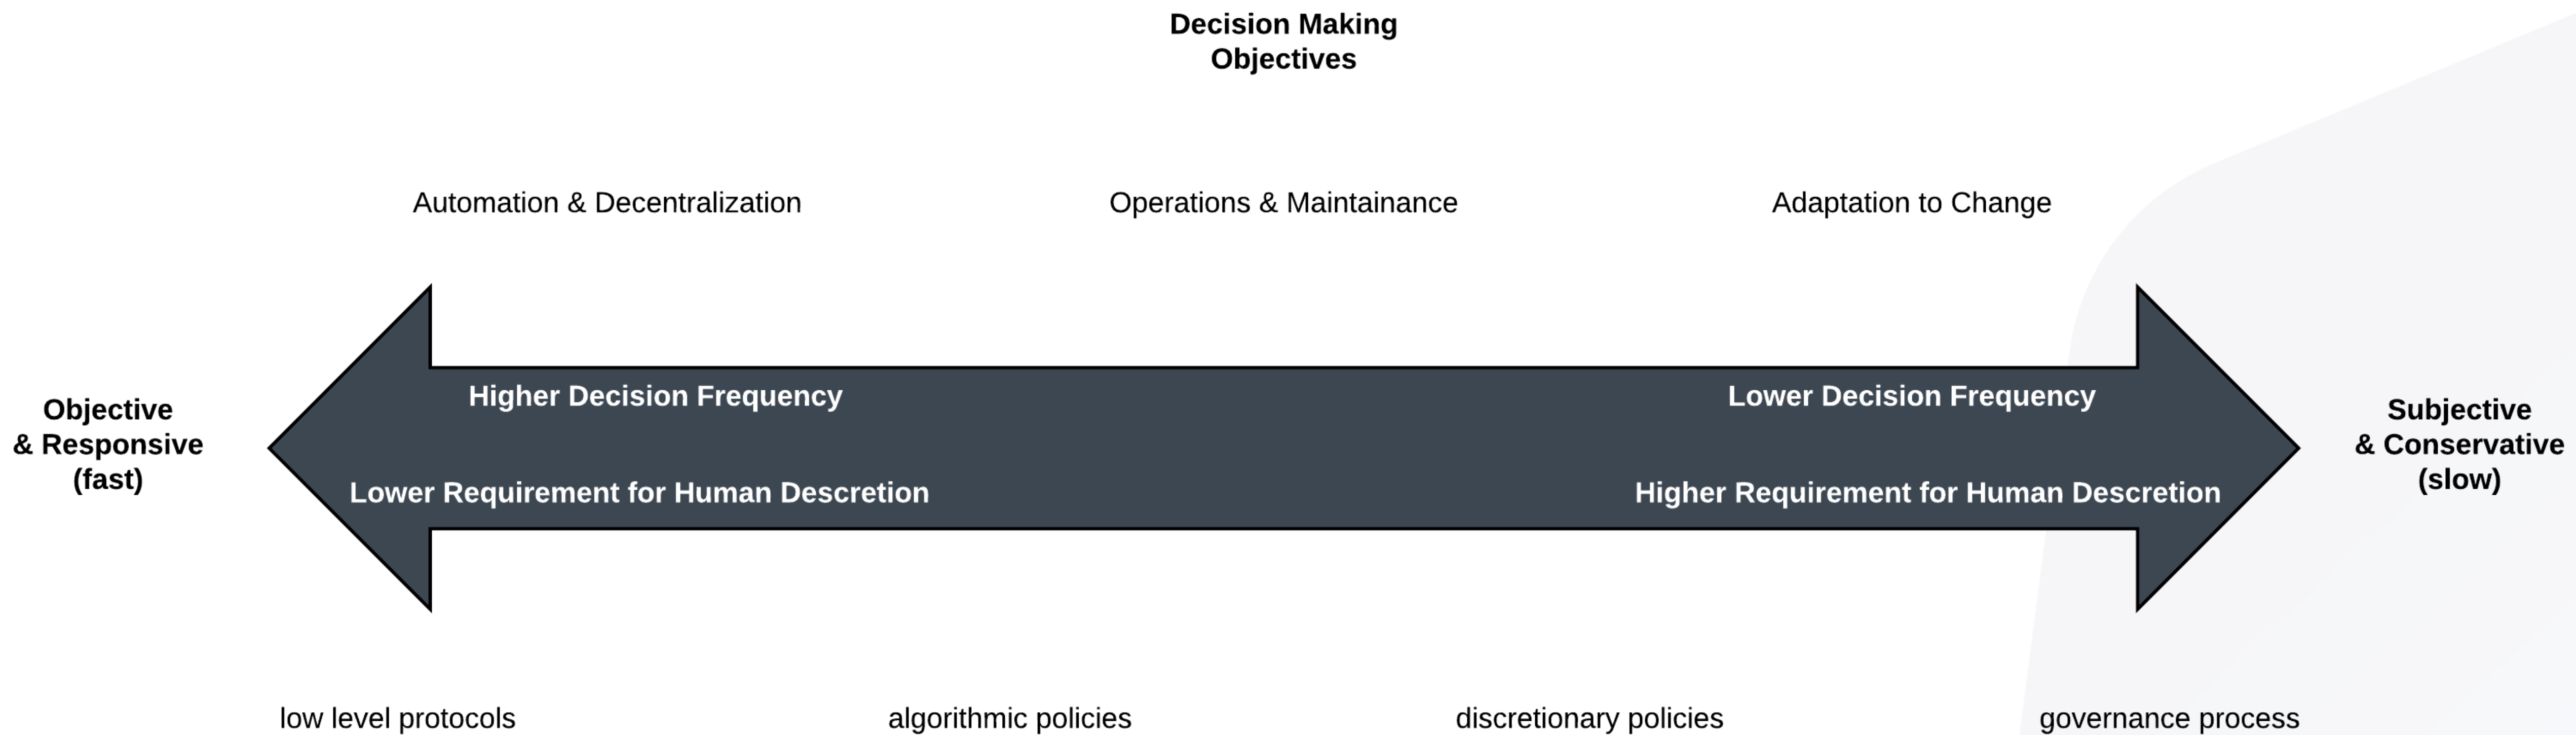 Decision Making
Objectives
Automation & Decentralization
Operations & Maintainance
Adaptation to Change
Objective
& Responsive
(fast)
Higher Decision Frequency
Lower Requirement for Human Descretion
Lower Decision Frequency
Higher Requirement for Human Descretion
Subjective
& Conservative
(slow)
low level protocols
algorithmic policies
discretionary policies
governance process